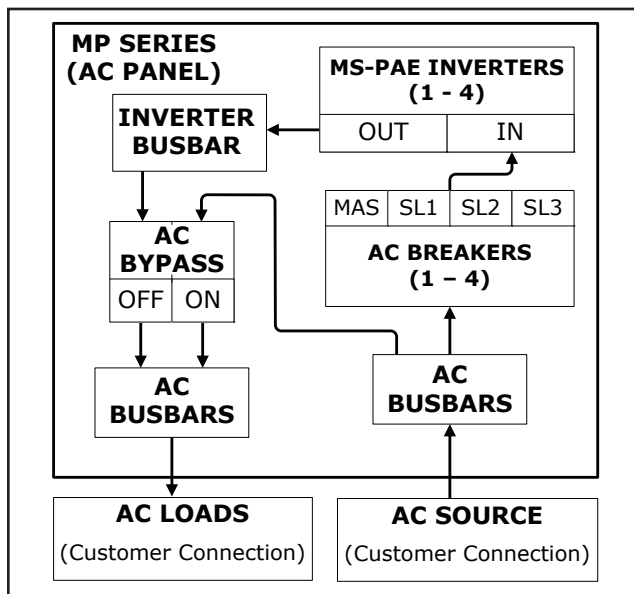 MP SERIES
(AC PANEL)
MS-PAE INVERTERS
(1 - 4)
OUT IN
INVERTER
BUSBAR
MAS SL1 SL2 SL3
AC BREAKERS
(1 – 4)
AC
BYPASS
OFF ON
AC
BUSBARS
AC
BUSBARS
AC LOADS
(Customer Connection)
AC SOURCE
(Customer Connection)